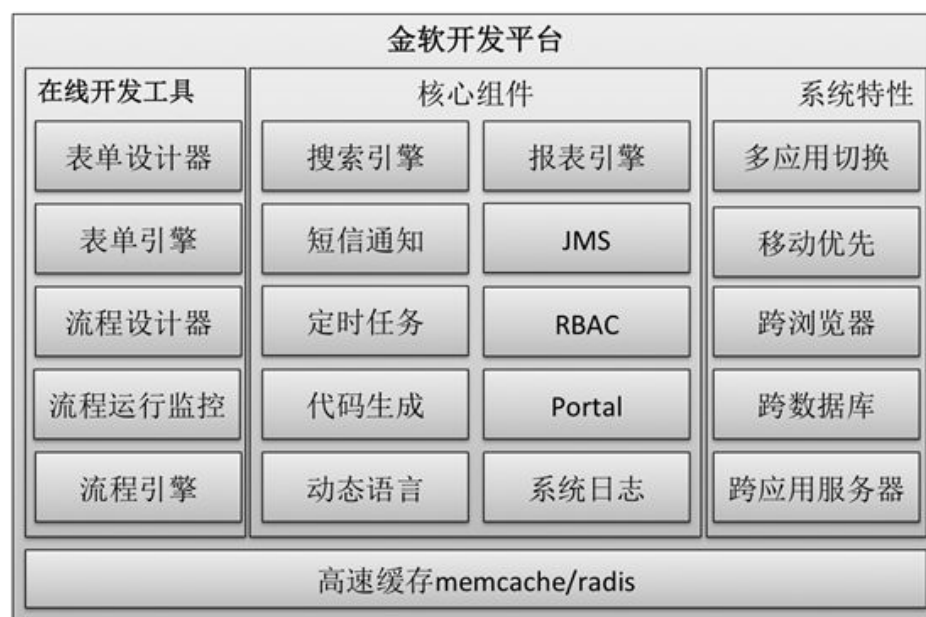 金软开发平台
在线开发工具
表单设计器
表单引擎
流程设计器
流程运行监控
流程引擎
核心组件
搜索引擎
报表引擎
短信通知
JMS
定时任务
RBAC
代码生成
Portal
动态语言
系统日志
系统特性
多应用切换
移动优先
跨浏览器
跨数据库
跨应用服务器
高速缓存memcache/radis